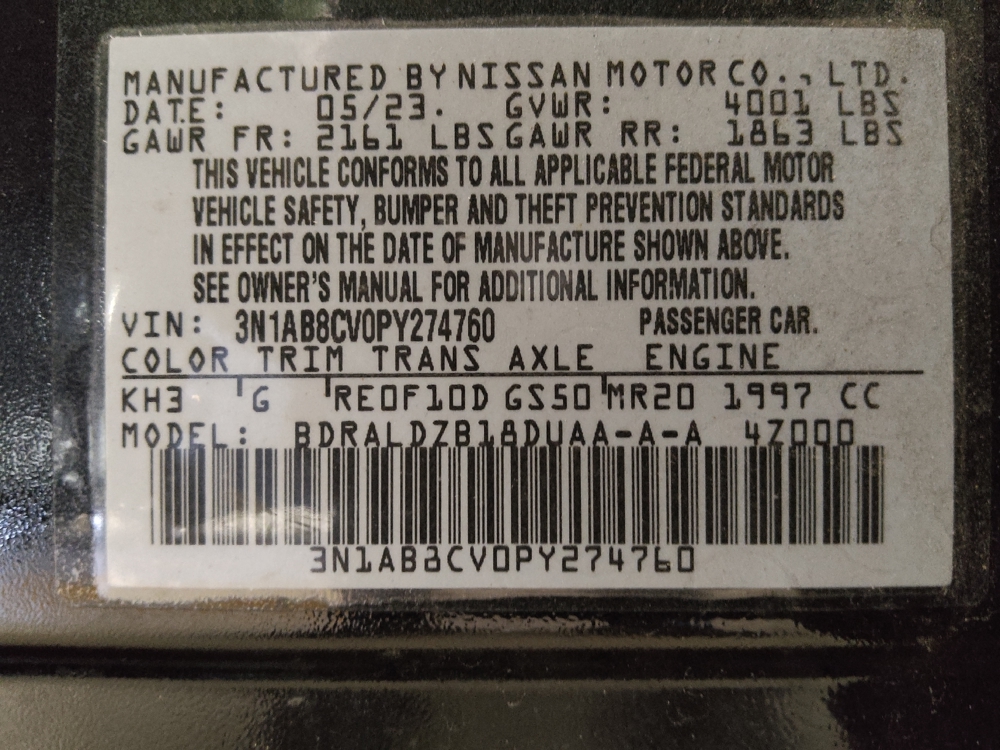 MANUFACTURED BY NISSAN MOTOR CO., LTD.
DATE: 05/23. GVWR: 4001 LBS
GAWR FR: 2161 LBS GAWR RR: 1863 LBS
THIS VEHICLE CONFORMS TO ALL APPLICABLE FEDERAL MOTOR
VEHICLE SAFETY, BUMPER AND THEFT PREVENTION STANDARDS
IN EFFECT ON THE DATE OF MANUFACTURE SHOWN ABOVE.
SEE OWNER'S MANUAL FOR ADDITIONAL INFORMATION.
VIN: 3N1AB8CV0PY274760 PASSENGER CAR.
COLOR TRIM TRANS AXLE ENGINE
KH3 G RE0F10D GS50 MR20 1997 CC
MODEL: BDRALDZB18DUAA-A-A 4Z000
3N1AB8CV0PY274760